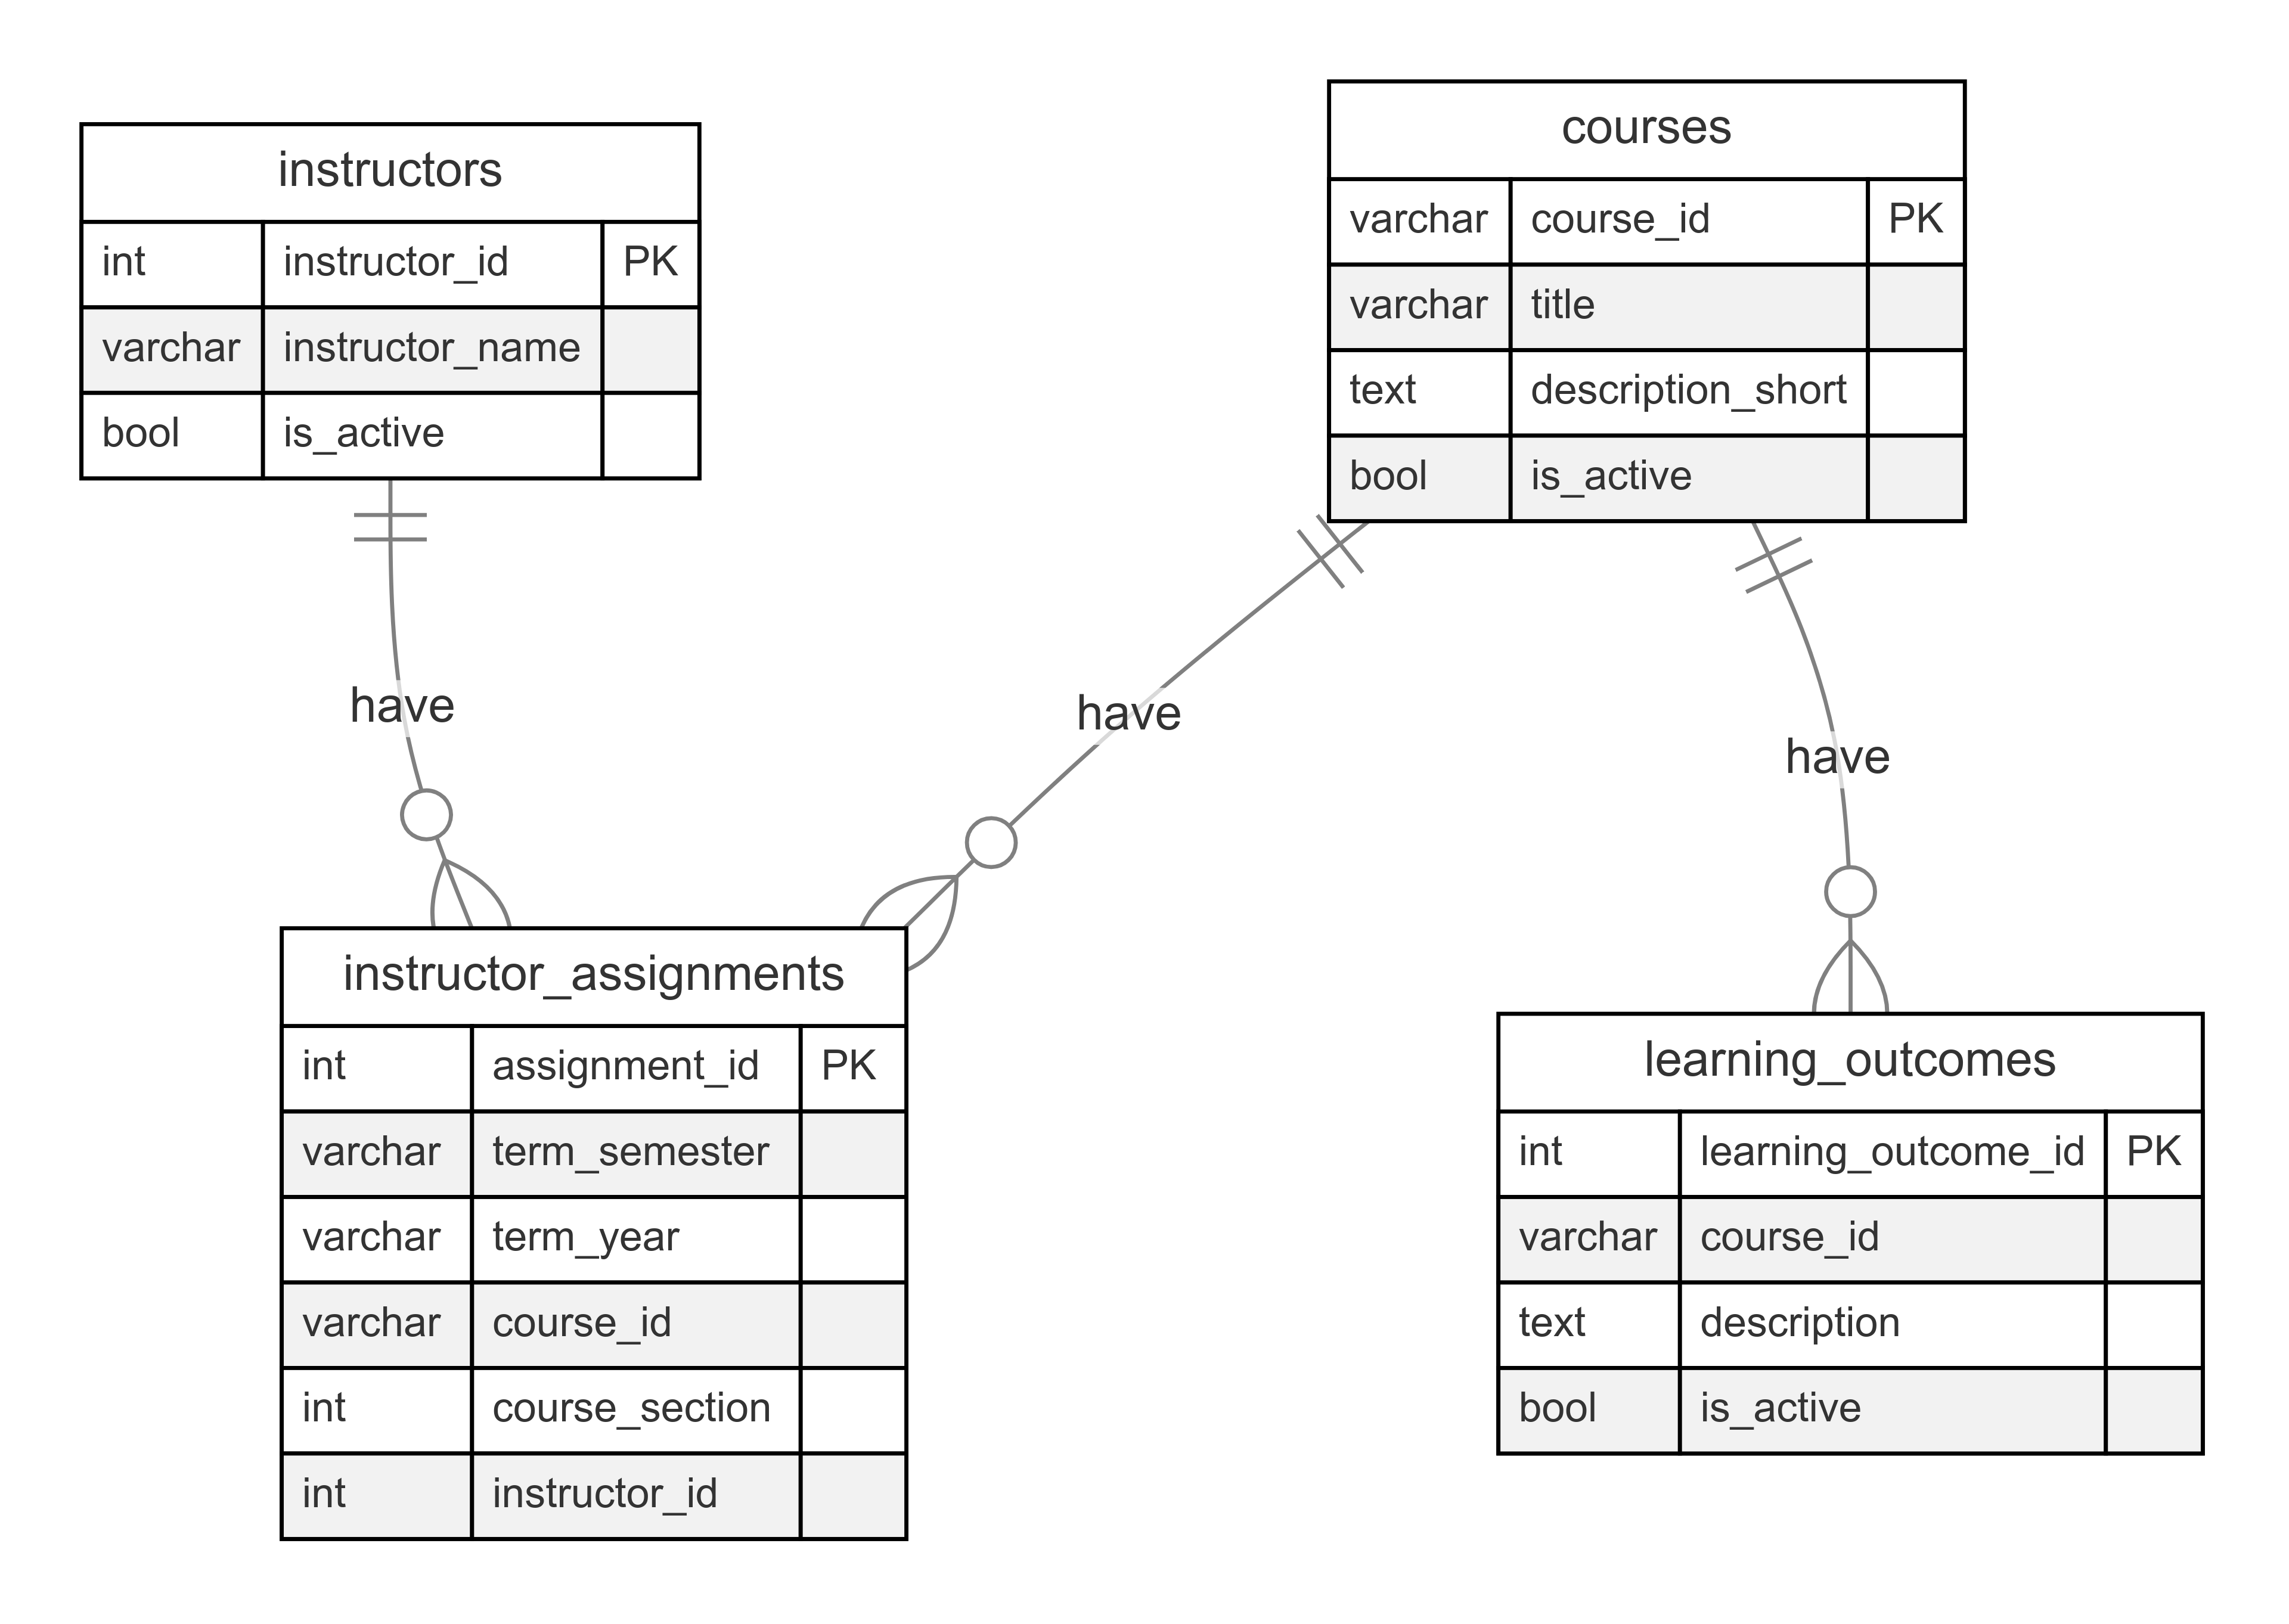 instructors
int instructor_id PK
varchar instructor_name
bool is_active
courses
varchar course_id PK
varchar title
text description_short
bool is_active
have
have
have
instructor_assignments
int assignment_id PK
varchar term_semester
varchar term_year
varchar course_id
int course_section
int instructor_id
learning_outcomes
int learning_outcome_id PK
varchar course_id
text description
bool is_active